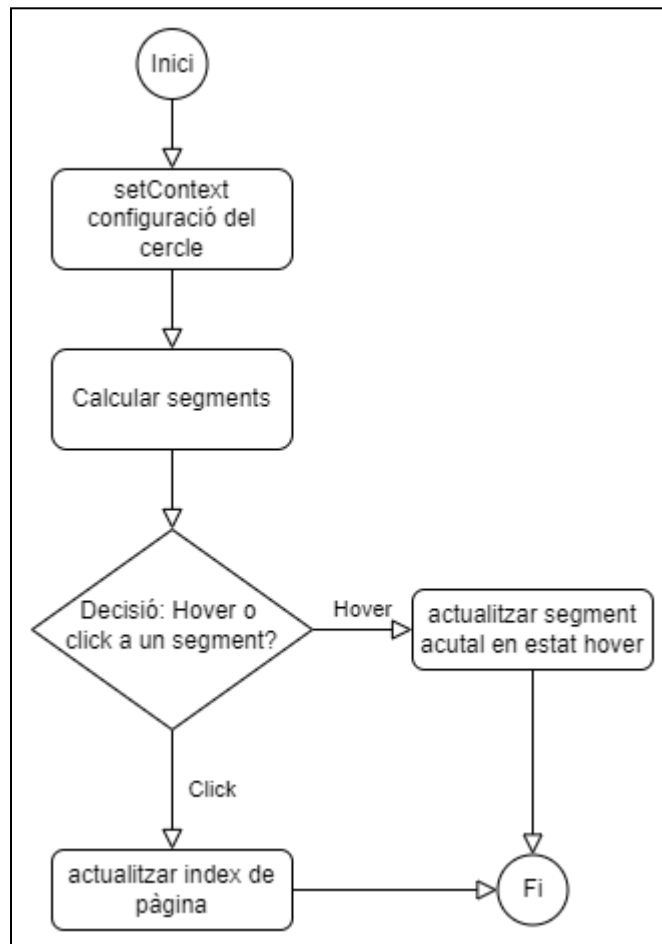 Inici
setContext
configuració del
cercle
Calcular segments
Decisió: Hover o
click a un segment?
Hover
actualitzar segment
acutal en estat hover
Click
actualitzar index de
pàgina
Fi